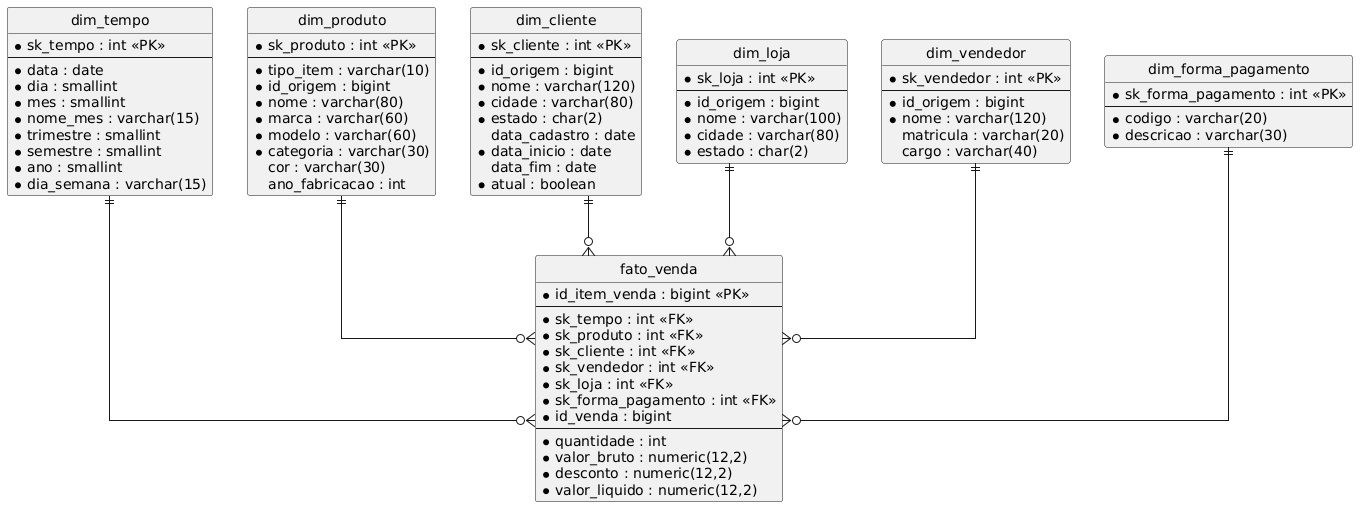 dim_tempo
* sk_tempo : int «PK»
* data : date
* dia : smallint
* mes : smallint
* nome_mes : varchar(15)
* trimestre : smallint
* semestre : smallint
* ano : smallint
* dia_semana : varchar(15)
dim_produto
* sk_produto : int «PK»
* tipo_item : varchar(10)
* id_origem : bigint
* nome : varchar(80)
* marca : varchar(60)
* modelo : varchar(60)
* categoria : varchar(30)
cor : varchar(30)
ano_fabricacao : int
dim_cliente
* sk_cliente : int «PK»
* id_origem : bigint
* nome : varchar(120)
* cidade : varchar(80)
* estado : char(2)
data_cadastro : date
* data_inicio : date
data_fim : date
* atual : boolean
dim_loja
* sk_loja : int «PK»
* id_origem : bigint
* nome : varchar(100)
* cidade : varchar(80)
* estado : char(2)
dim_vendedor
* sk_vendedor : int «PK»
* id_origem : bigint
* nome : varchar(120)
matricula : varchar(20)
cargo : varchar(40)
dim_forma_pagamento
* sk_forma_pagamento : int «PK»
* codigo : varchar(20)
* descricao : varchar(30)
fato_venda
* id_item_venda : bigint «PK»
* sk_tempo : int «FK»
* sk_produto : int «FK»
* sk_cliente : int «FK»
* sk_vendedor : int «FK»
* sk_loja : int «FK»
* sk_forma_pagamento : int «FK»
* id_venda : bigint
* quantidade : int
* valor_bruto : numeric(12,2)
* desconto : numeric(12,2)
* valor_liquido : numeric(12,2)